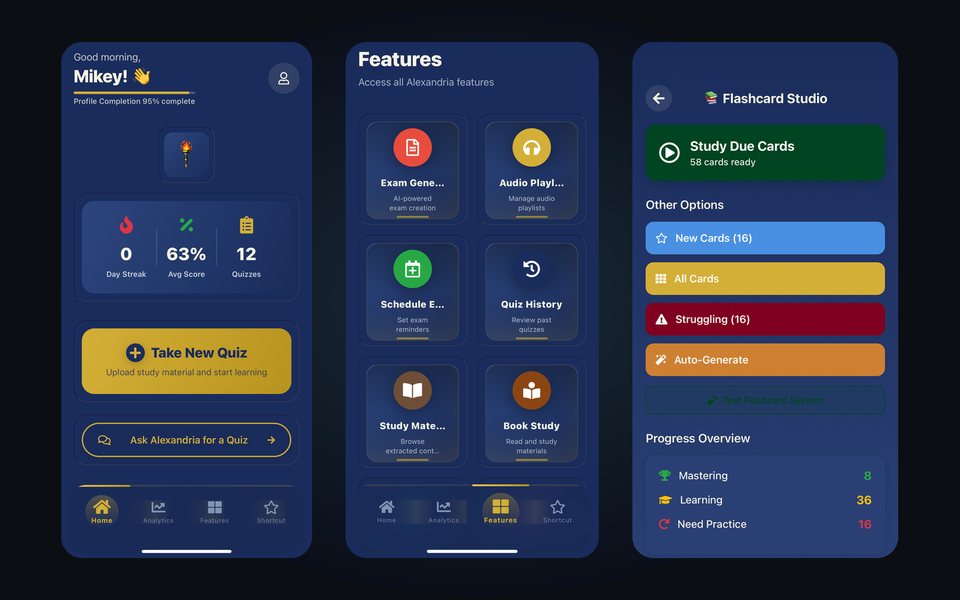 Good morning,
Mikey! 👋
Profile Completion 95% complete
0
Day Streak
63%
Avg Score
12
Quizzes
Take New Quiz
Upload study material and start learning
Ask Alexandria for a Quiz
Home
Analytics
Features
Shortcut
Features
Access all Alexandria features
Exam Gene...
AI-powered
exam creation
Audio Playl...
Manage audio
playlists
Schedule E...
Set exam
reminders
Quiz History
Review past
quizzes
Study Mate...
Browse
extracted cont...
Book Study
Read and study
materials
Home
Analytics
Features
Shortcut
📚 Flashcard Studio
Study Due Cards
58 cards ready
Other Options
New Cards (16)
All Cards
Struggling (16)
Auto-Generate
Test Flashcard System
Progress Overview
Mastering 8
Learning 36
Need Practice 16